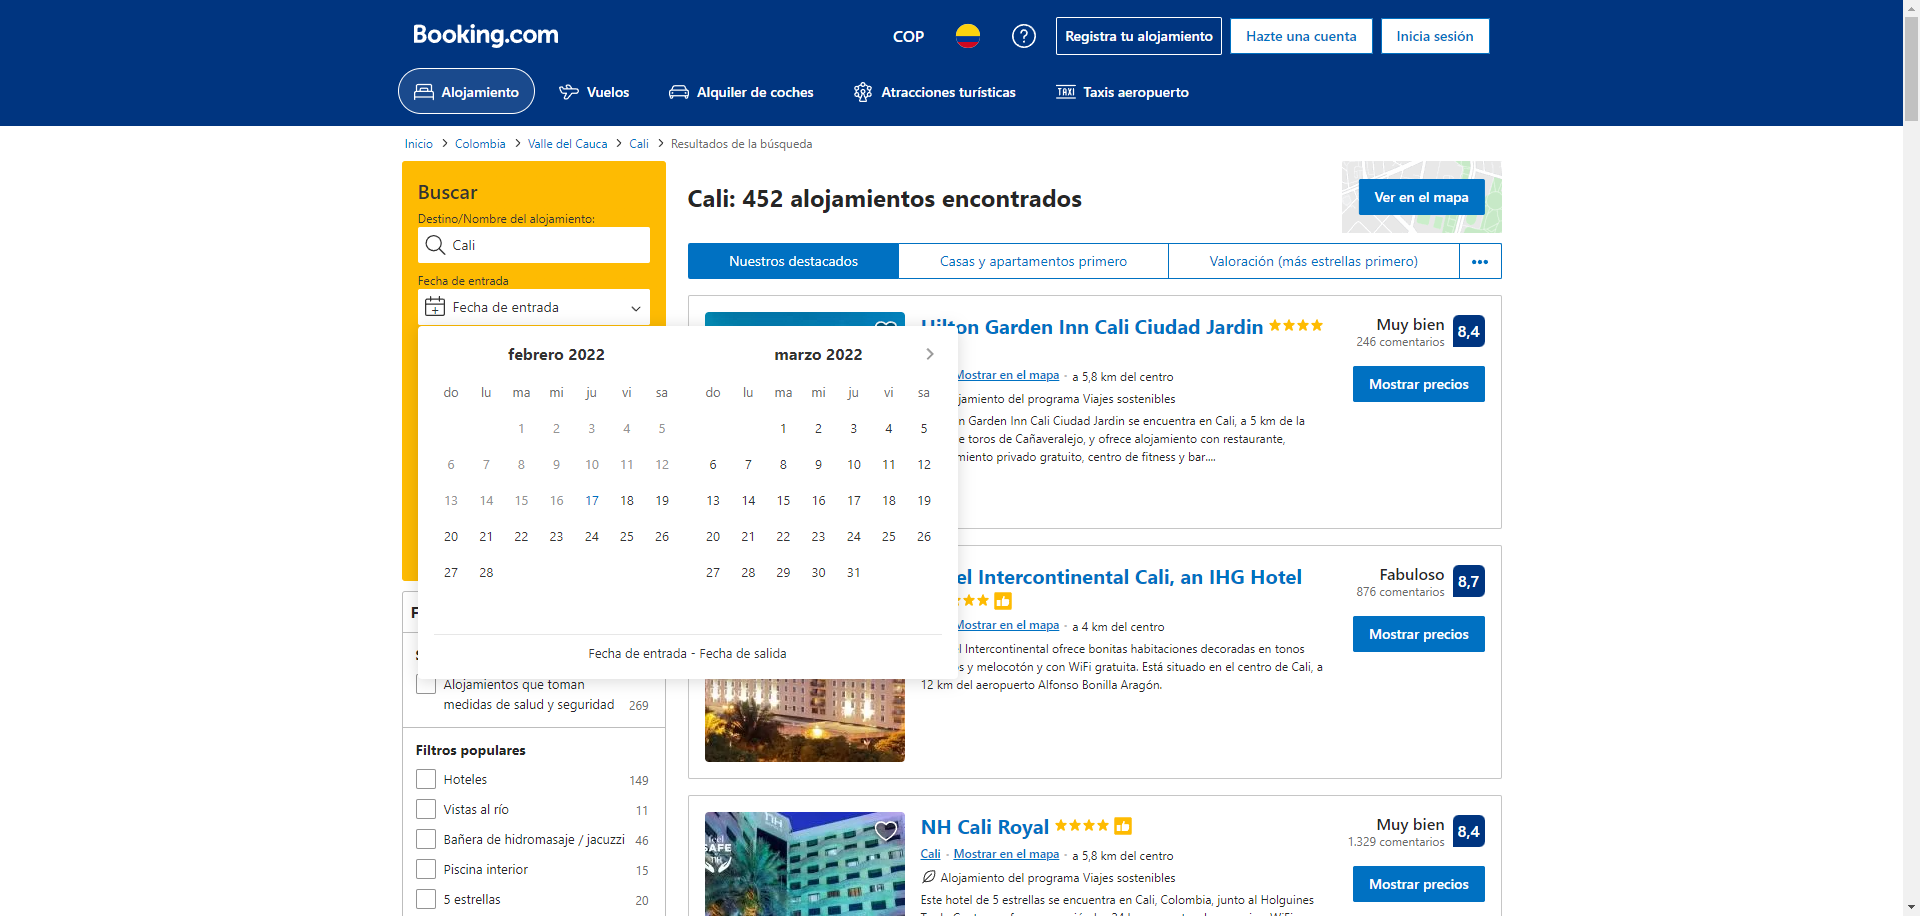 Booking.com
COP
Registra tu alojamiento
Hazte una cuenta
Inicia sesión
Alojamiento
Vuelos
Alquiler de coches
Atracciones turísticas
TAXI
Taxis aeropuerto
Inicio > Colombia > Valle del Cauca > Cali > Resultados de la búsqueda
Buscar
Destino/Nombre del alojamiento:
Cali
Fecha de entrada
Fecha de entrada
febrero 2022
do lu ma mi ju vi sa
1 2 3 4 5
6 7 8 9 10 11 12
13 14 15 16 17 18 19
20 21 22 23 24 25 26
27 28
marzo 2022
do lu ma mi ju vi sa
1 2 3 4 5
6 7 8 9 10 11 12
13 14 15 16 17 18 19
20 21 22 23 24 25 26
27 28 29 30 31
Fecha de entrada - Fecha de salida
Alojamientos que toman
medidas de salud y seguridad 269
Filtros populares
Hoteles 149
Vistas al río 11
Bañera de hidromasaje / jacuzzi 46
Piscina interior 15
5 estrellas 20
Cali: 452 alojamientos encontrados
Ver en el mapa
Nuestros destacados
Casas y apartamentos primero
Valoración (más estrellas primero)
•••
Hilton Garden Inn Cali Ciudad Jardin
Mostrar en el mapa · a 5,8 km del centro
jamiento del programa Viajes sostenibles
n Garden Inn Cali Ciudad Jardin se encuentra en Cali, a 5 km de la
e toros de Cañaveralejo, y ofrece alojamiento con restaurante,
miento privado gratuito, centro de fitness y bar....
Muy bien
246 comentarios
8,4
Mostrar precios
el Intercontinental Cali, an IHG Hotel
Mostrar en el mapa · a 4 km del centro
l Intercontinental ofrece bonitas habitaciones decoradas en tonos
s y melocotón y con WiFi gratuita. Está situado en el centro de Cali, a
12 km del aeropuerto Alfonso Bonilla Aragón.
Fabuloso
876 comentarios
8,7
Mostrar precios
nH
feel
SAFE
NH Cali Royal
Cali · Mostrar en el mapa · a 5,8 km del centro
Alojamiento del programa Viajes sostenibles
Este hotel de 5 estrellas se encuentra en Cali, Colombia, junto al Holguines
Muy bien
1.329 comentarios
8,4
Mostrar precios